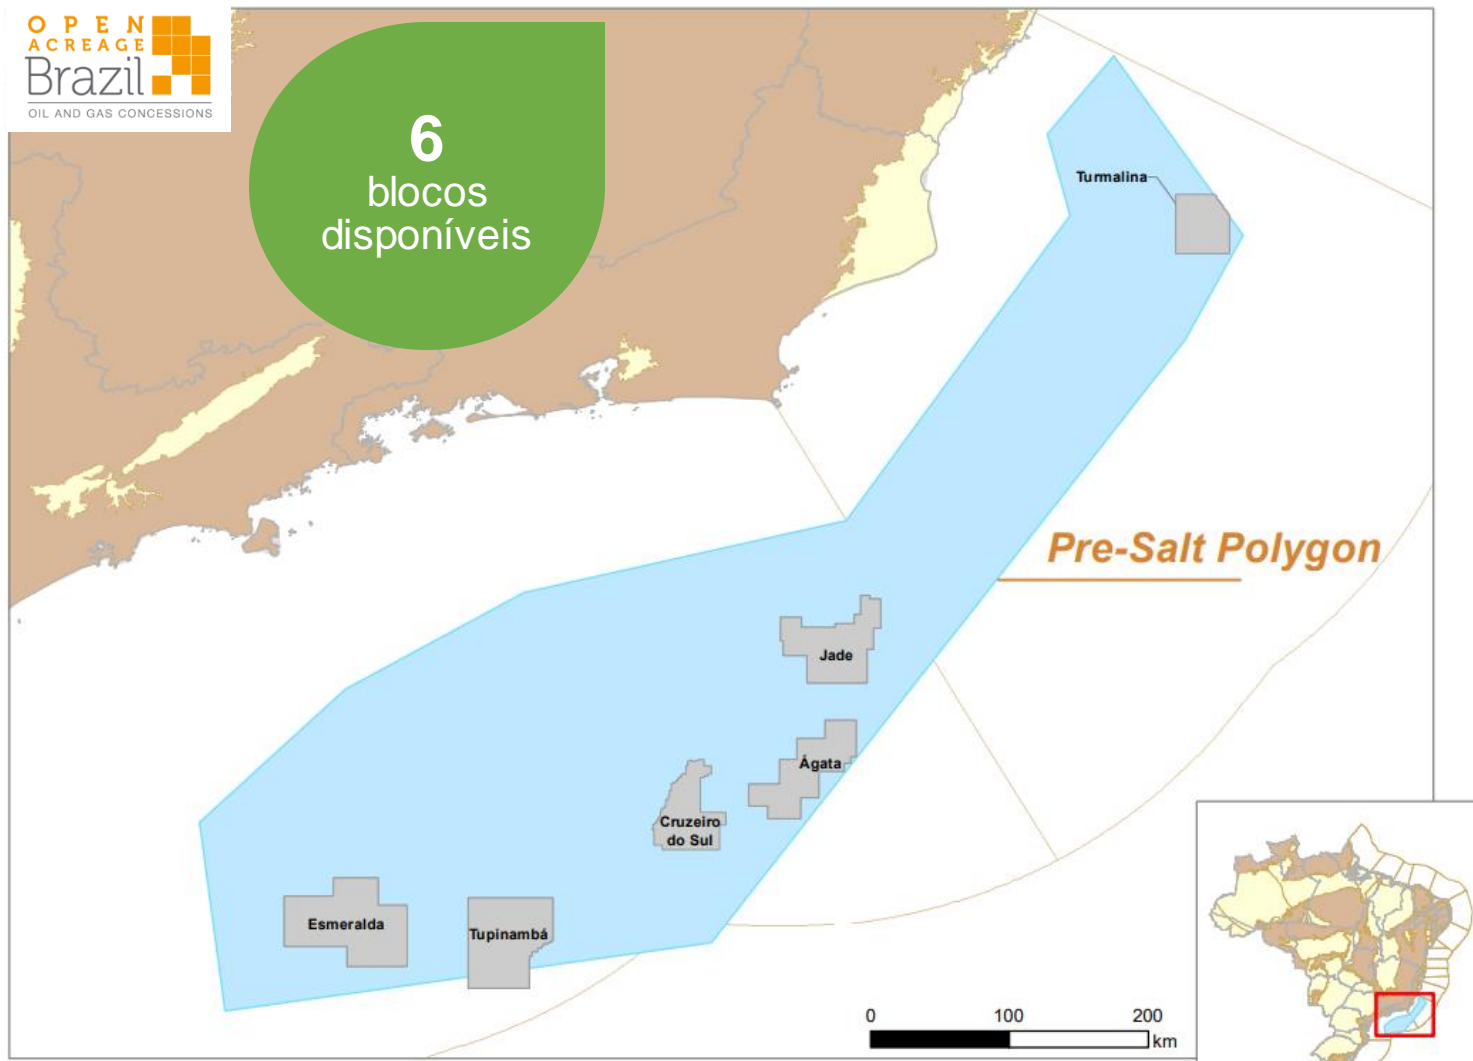 OPEN
ACREAGE
Brazil
OIL AND GAS CONCESSIONS
6
blocos
disponíveis
Turmalina
Pre-Salt Polygon
Jade
Ágata
Cruzeiro
do Sul
Esmeralda
Tupinambá
0 100 200
km